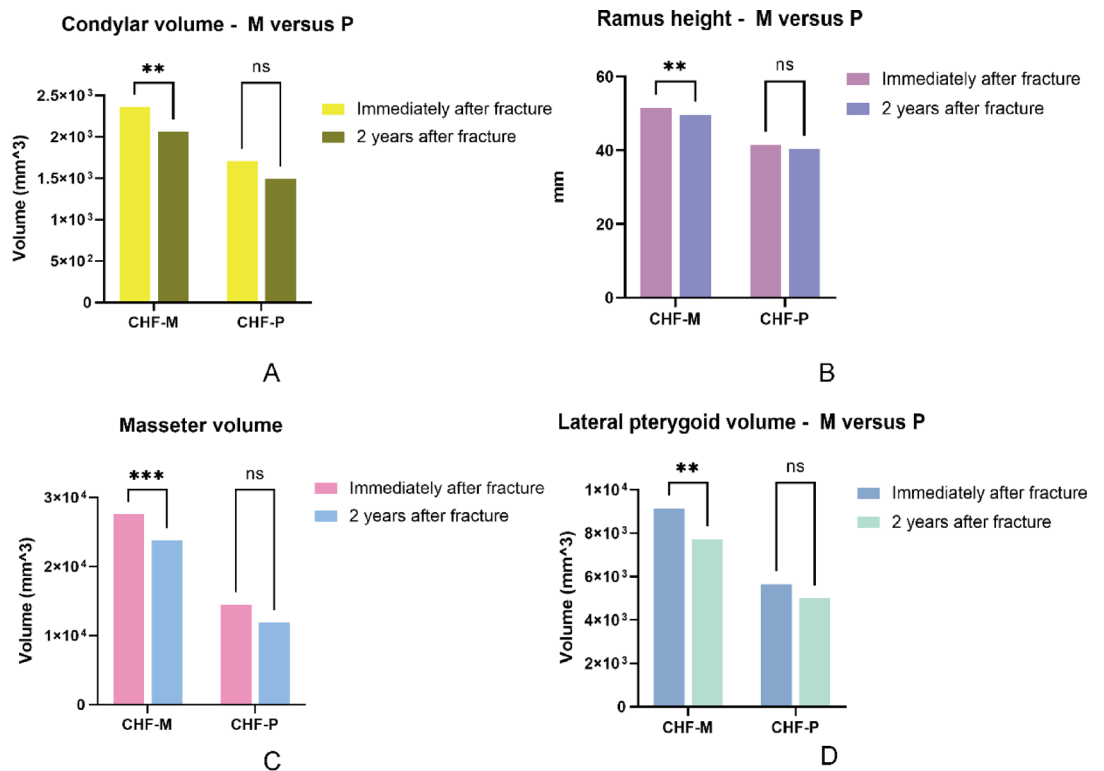 Condylar volume - M versus P
**
ns
Immediately after fracture
2 years after fracture
Volume (mm^3)
2.5×10³
2×10³
1.5×10³
1×10³
5×10²
0
CHF-M
CHF-P
A
Ramus height - M versus P
**
ns
Immediately after fracture
2 years after fracture
mm
60
40
20
0
CHF-M
CHF-P
B
Masseter volume
***
ns
Immediately after fracture
2 years after fracture
Volume (mm^3)
3×10⁴
2×10⁴
1×10⁴
0
CHF-M
CHF-P
C
Lateral pterygoid volume - M versus P
**
ns
Immediately after fracture
2 years after fracture
Volume (mm^3)
1×10⁴
8×10³
6×10³
4×10³
2×10³
0
CHF-M
CHF-P
D